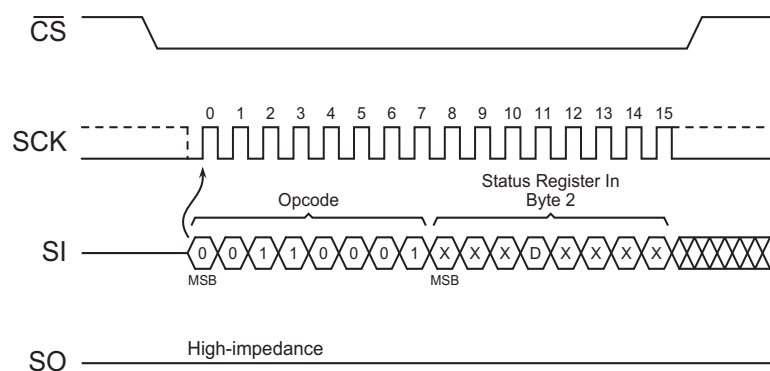 CS
SCK
0 1 2 3 4 5 6 7 8 9 10 11 12 13 14 15
Status Register In
Opcode Byte 2
SI
0 0 1 1 0 0 0 1 X X X D X X X X
MSB MSB
High-impedance
SO